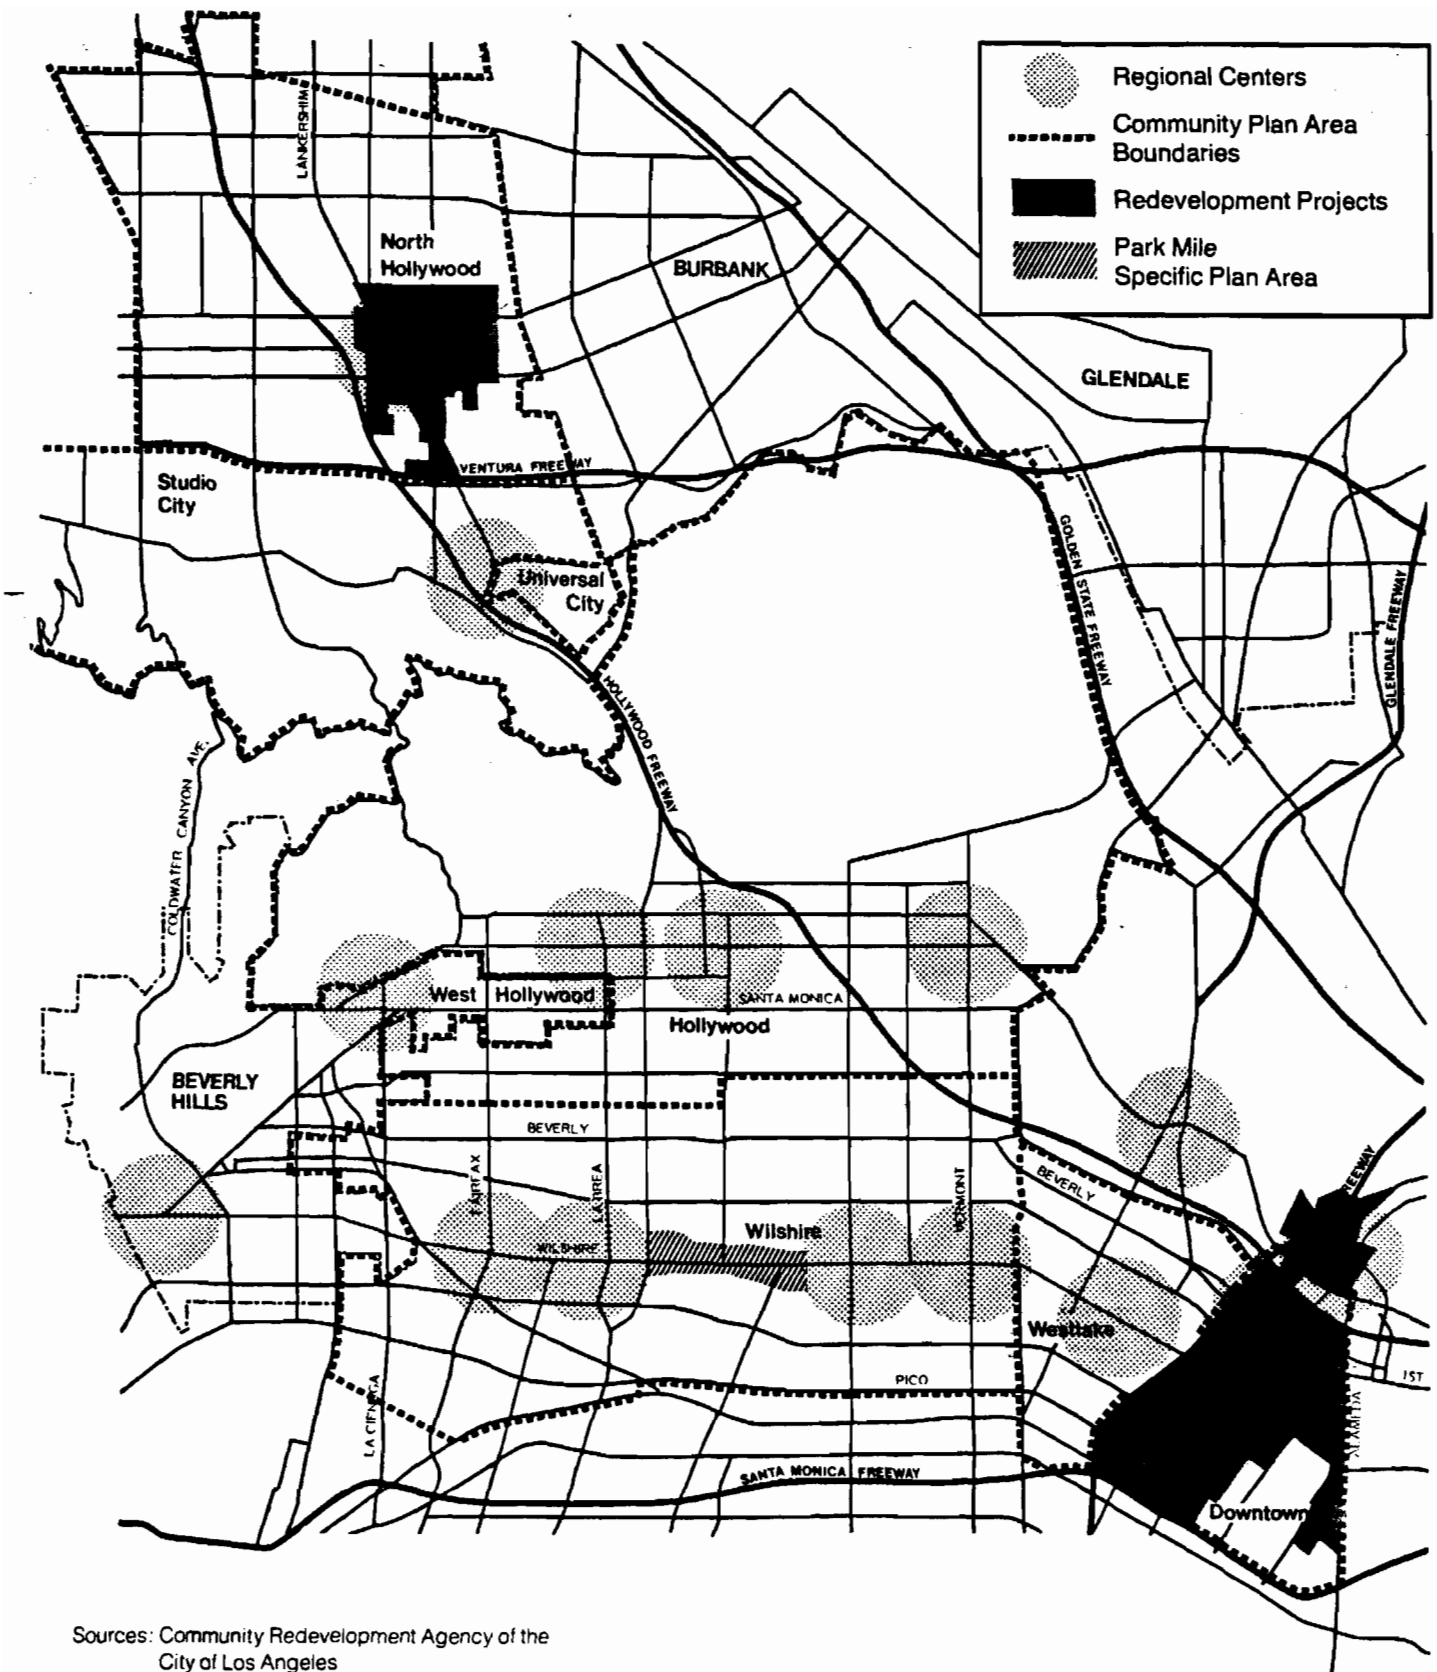 Regional Centers
Community Plan Area
Boundaries
Redevelopment Projects
Park Mile
Specific Plan Area
LANKERSHIM
North
Hollywood
BURBANK
GLENDALE
VENTURA FREEWAY
Studio
City
Universal
City
GOLDEN STATE FREEWAY
GLENDALE FREEWAY
HOLLYWOOD FREEWAY
COLDWATER CANYON AVE.
West Hollywood
SANTA MONICA
Hollywood
BEVERLY
HILLS
BEVERLY
FAIRFAX
LA BREA
VERMONT
BEVERLY
FREEWAY
Wilshire
WILSHIRE
Westlake
PICO
1ST
LA CIENEGA
ALAMEDA
SANTA MONICA FREEWAY
Downtown
Sources: Community Redevelopment Agency of the
City of Los Angeles